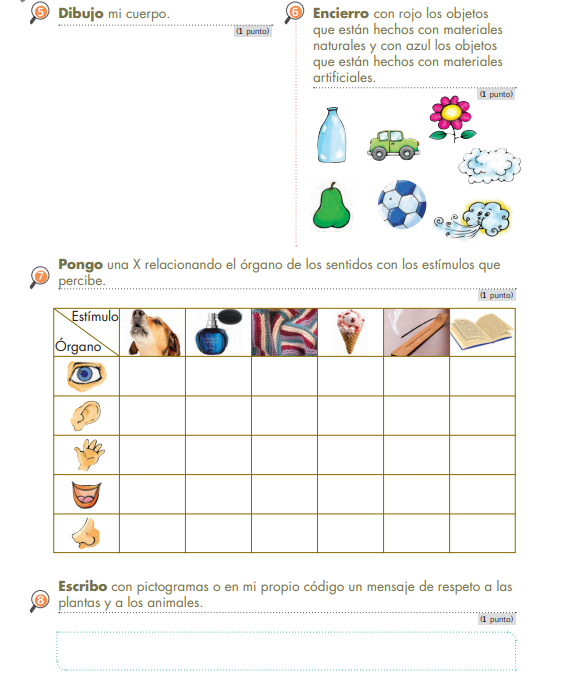 5 Dibujo mi cuerpo.
(1 punto)
6 Encierro con rojo los objetos
que están hechos con materiales
naturales y con azul los objetos
que están hechos con materiales
artificiales.
(1 punto)
7 Pongo una X relacionando el órgano de los sentidos con los estímulos que
percibe.
(1 punto)
Estímulo
Órgano
8 Escribo con pictogramas o en mi propio código un mensaje de respeto a las
plantas y a los animales.
(1 punto)